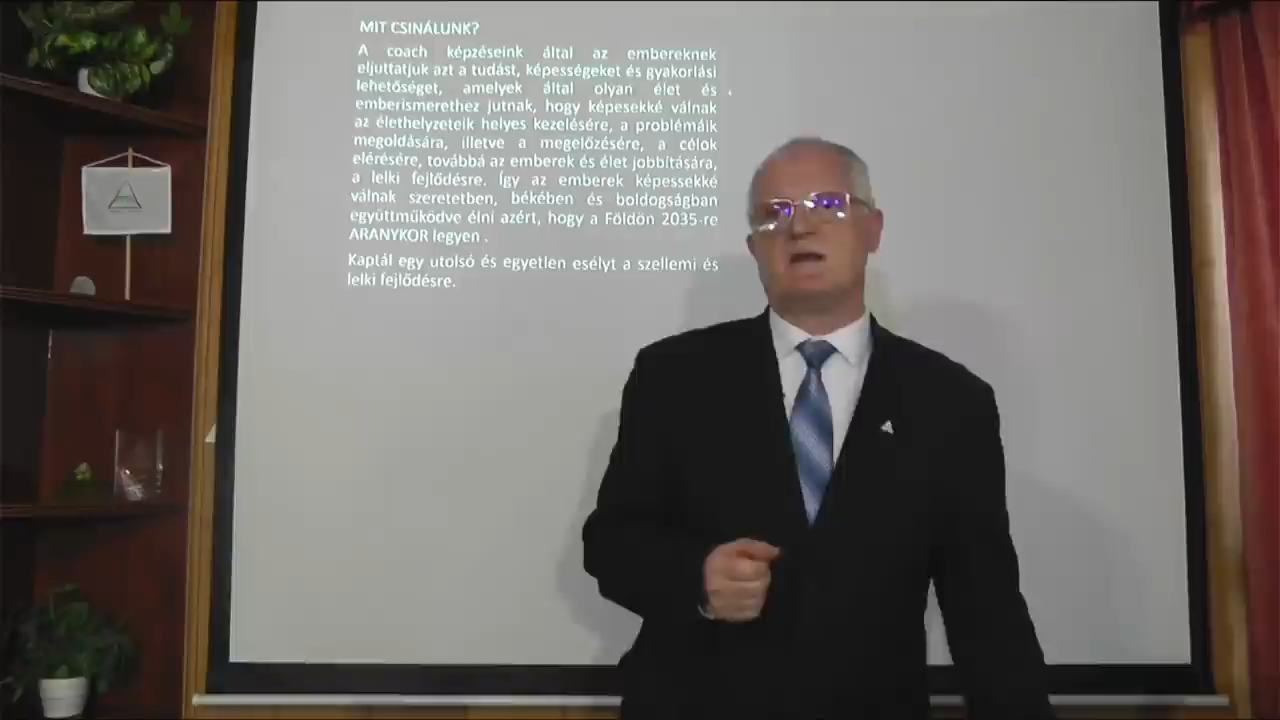 MIT CSINÁLUNK?
A coach képzéseink által az embereknek
eljuttatjuk azt a tudást, képességeket és gyakorlási
lehetőséget, amelyek által olyan élet és
emberismerethez jutnak, hogy képesekké válnak
az élethelyzeteik helyes kezelésére, a problémáik
megoldására, illetve a megelőzésére, a célok
elérésére, továbbá az emberek és élet jobbítására,
a lelki fejlődésre. Így az emberek képessekké
válnak szeretetben, békében és boldogságban
együttműködve élni azért, hogy a Földön 2035-re
ARANYKOR legyen .
Kaptál egy utolsó és egyetlen esélyt a szellemi és
lelki fejlődésre.